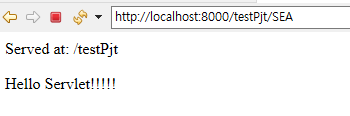 http://localhost:8000/testPjt/SEA
Served at: /testPjt
Hello Servlet!!!!!